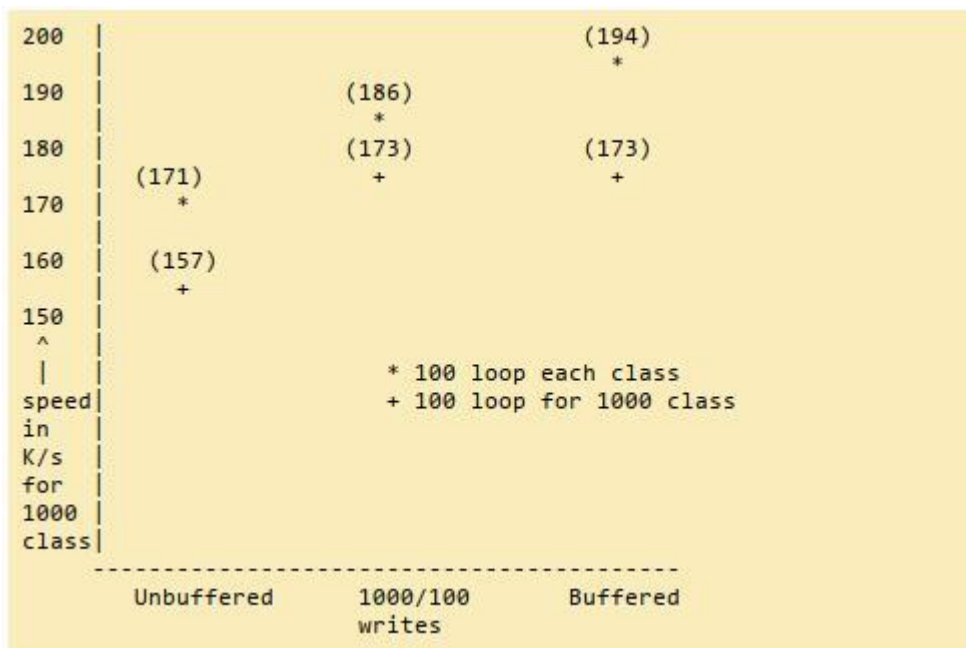 200  |                                  (194)
     |                                    *
190  |                 (186)
     |                   *
180  |                 (173)            (173)
     |  (171)            +                +
170  |     *
     |
160  |   (157)
     |     +
150  |
 ^   |
 |   |                    * 100 loop each class
speed|                    + 100 loop for 1000 class
in   |
K/s  |
for  |
1000 |
class|
     ------------------------------------------
        Unbuffered      1000/100       Buffered
                        writes